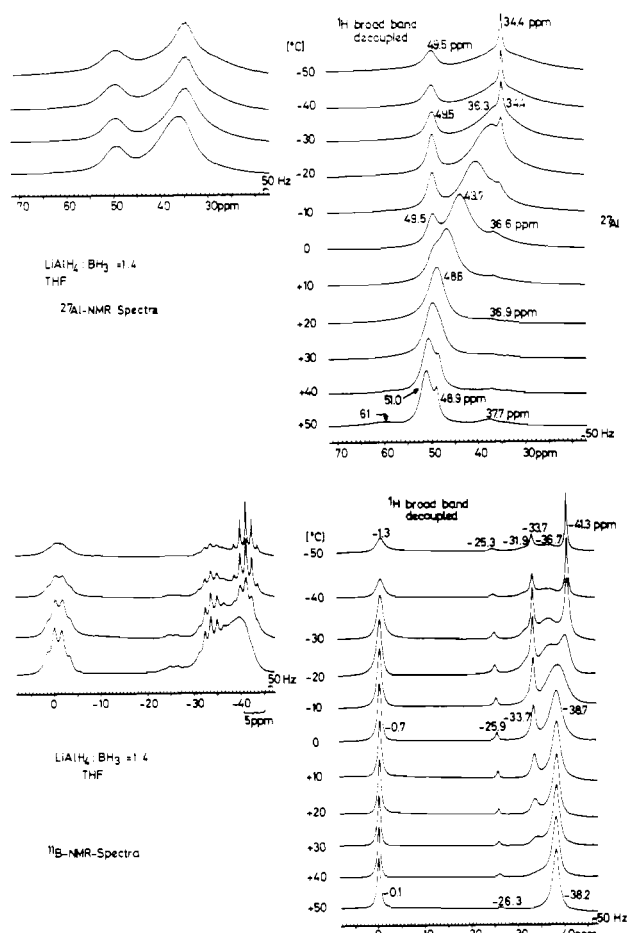 [°C]
-50
-40
-30
-20
-10
0
+10
+20
+30
+40
+50
70 60 50 40 30ppm
50 Hz
LiAlH₄ : BH₃ = 1.4
THF
²⁷Al-NMR Spectra
¹H broad band
decoupled
34.4 ppm
49.5 ppm
49.5
36.3
34.4
43.7
²⁷Al
49.5
36.6 ppm
48.6
36.9 ppm
51.0
48.9 ppm
61
37.7 ppm
70 60 50 40 30ppm
50 Hz
50 Hz
0 -10 -20 -30 -40
5ppm
LiAlH₄ : BH₃ = 1.4
THF
¹¹B-NMR-Spectra
¹H broad band
decoupled
[°C]
-50
-40
-30
-20
-10
0
+10
+20
+30
+40
+50
-1.3
-25.3
-33.7
-31.9
-36.7
-41.3 ppm
-0.7
-25.9
-33.7
-38.7
-0.1
-26.3
-38.2
-50 Hz